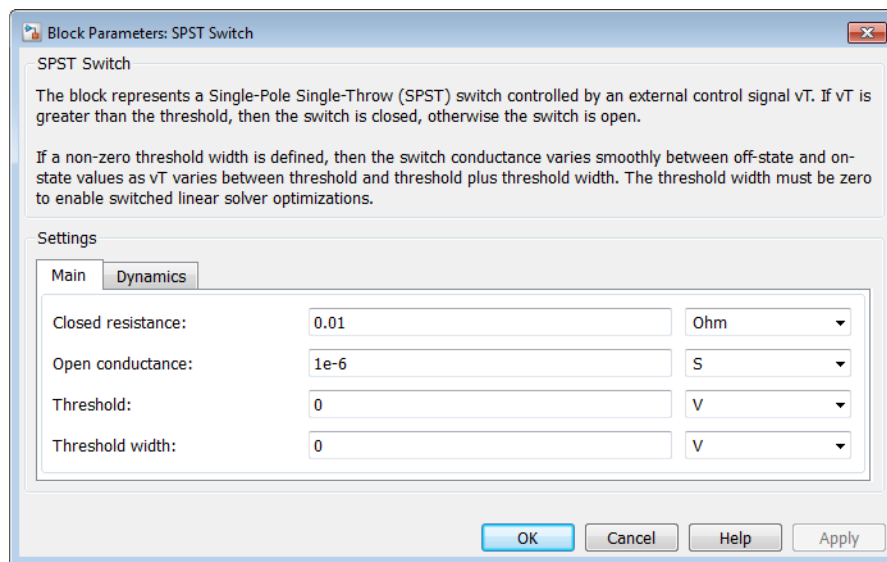 Block Parameters: SPST Switch
SPST Switch
The block represents a Single-Pole Single-Throw (SPST) switch controlled by an external control signal vT. If vT is
greater than the threshold, then the switch is closed, otherwise the switch is open.
If a non-zero threshold width is defined, then the switch conductance varies smoothly between off-state and on-
state values as vT varies between threshold and threshold plus threshold width. The threshold width must be zero
to enable switched linear solver optimizations.
Settings
Main Dynamics
Closed resistance: 0.01 Ohm
Open conductance: 1e-6 S
Threshold: 0 V
Threshold width: 0 V
OK Cancel Help Apply